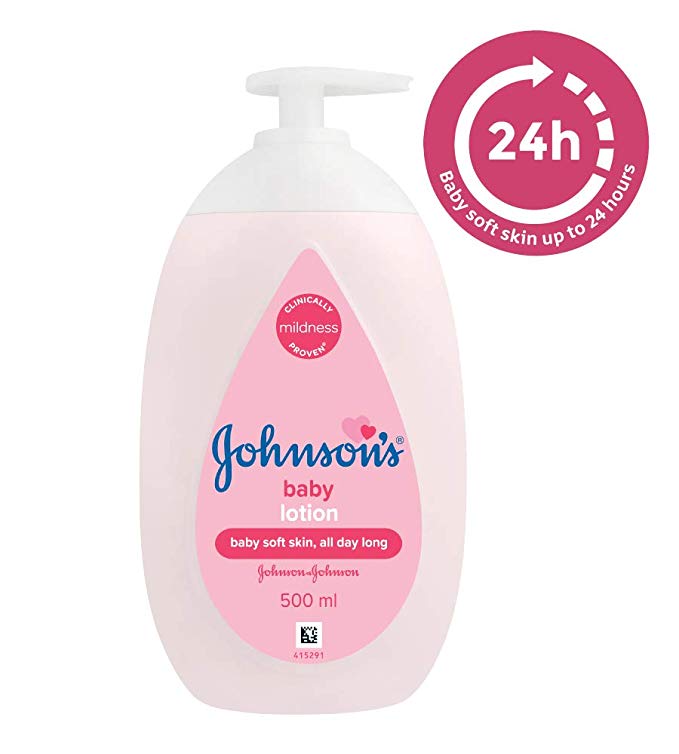 24h
Baby soft skin up to 24 hours
CLINICALLY
mildness
PROVEN®
Johnson's®
baby
lotion
baby soft skin, all day long
Johnson & Johnson
500 ml
415291